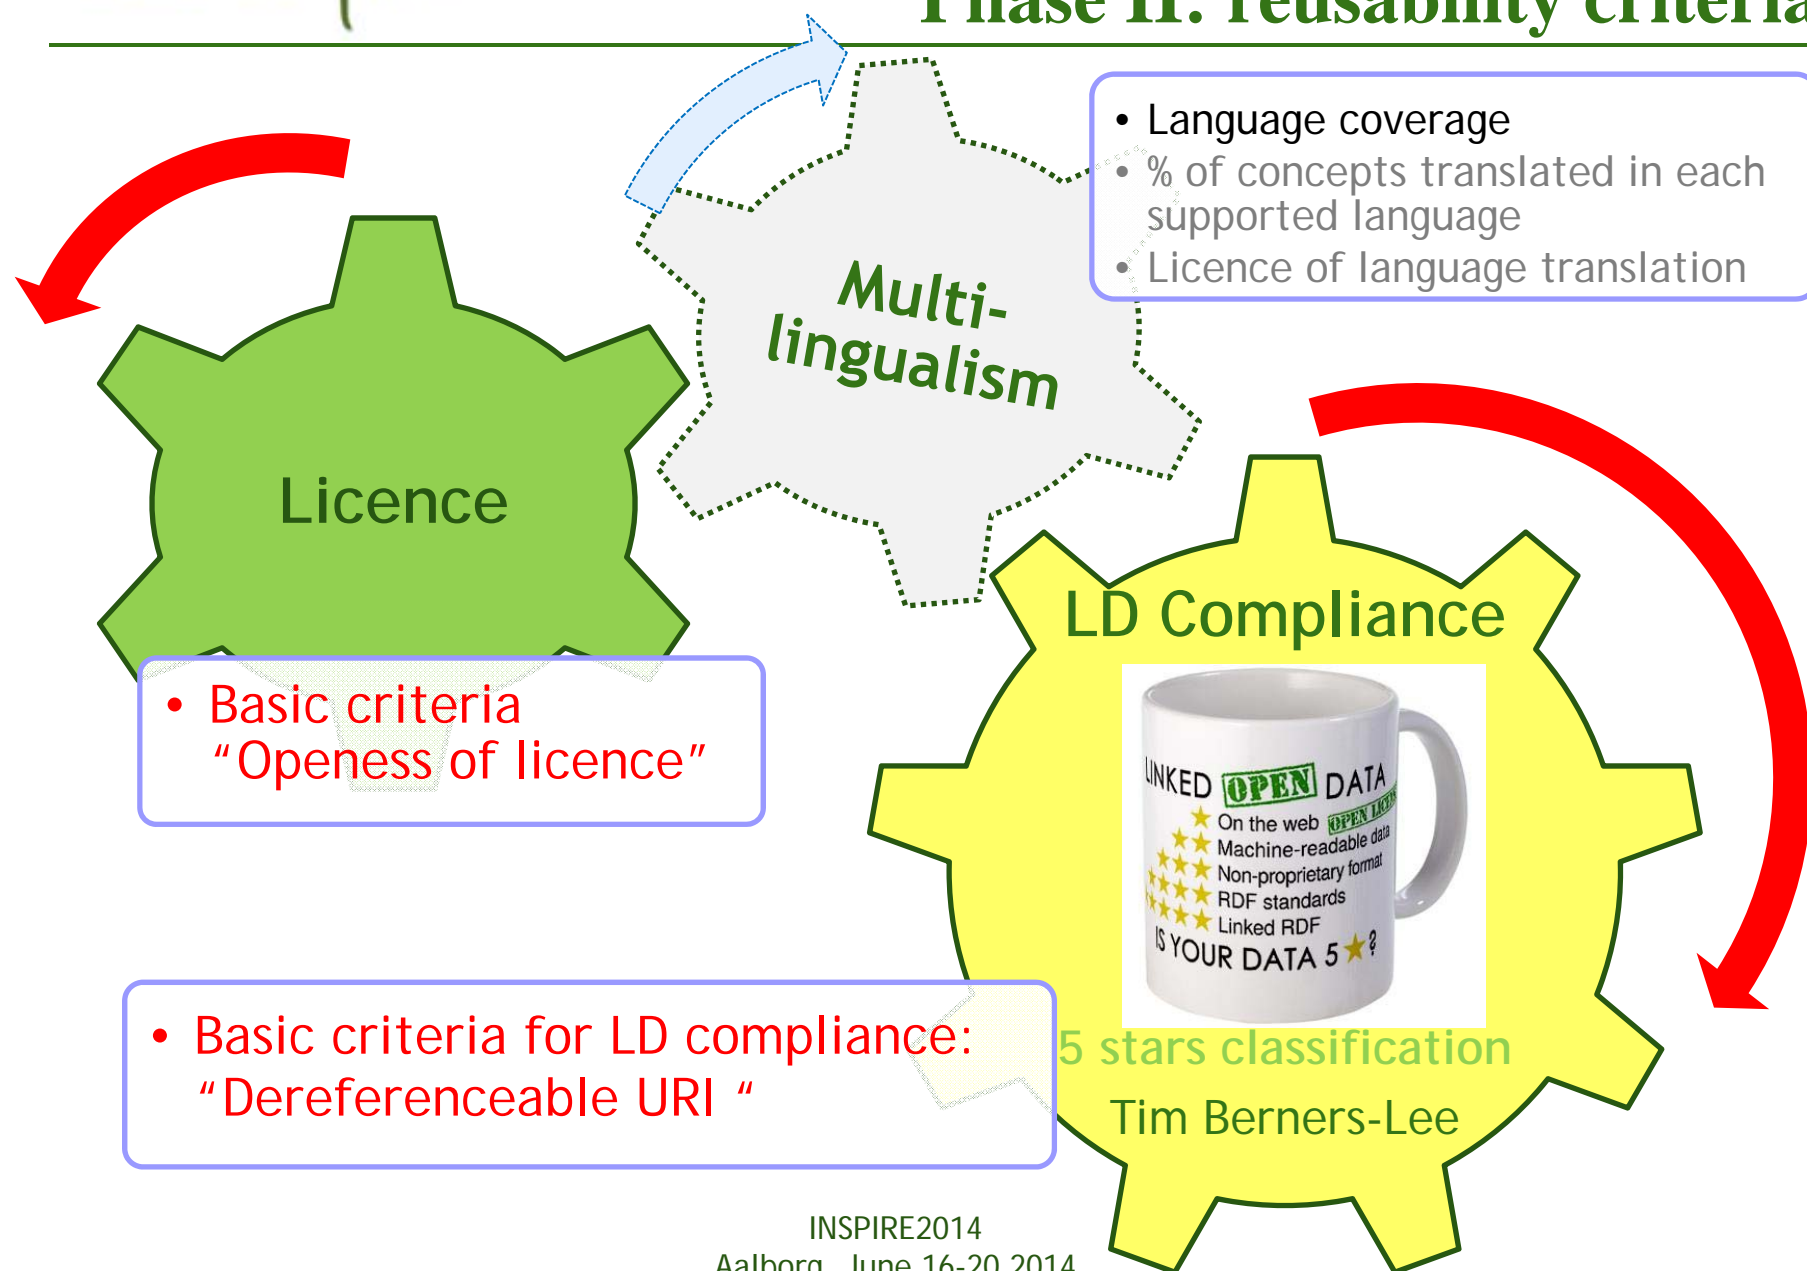 Phase II: reusability criteria
• Language coverage
• % of concepts translated in each
supported language
• Licence of language translation
Multi-
lingualism
Licence
• Basic criteria
“Openess of licence”
LD Compliance
LINKED OPEN DATA
On the web OPEN LICENSE
Machine-readable data
Non-proprietary format
RDF standards
Linked RDF
IS YOUR DATA 5 ★?
5 stars classification
Tim Berners-Lee
• Basic criteria for LD compliance:
“Dereferenceable URI “
INSPIRE2014
Aalborg, June 16-20 2014